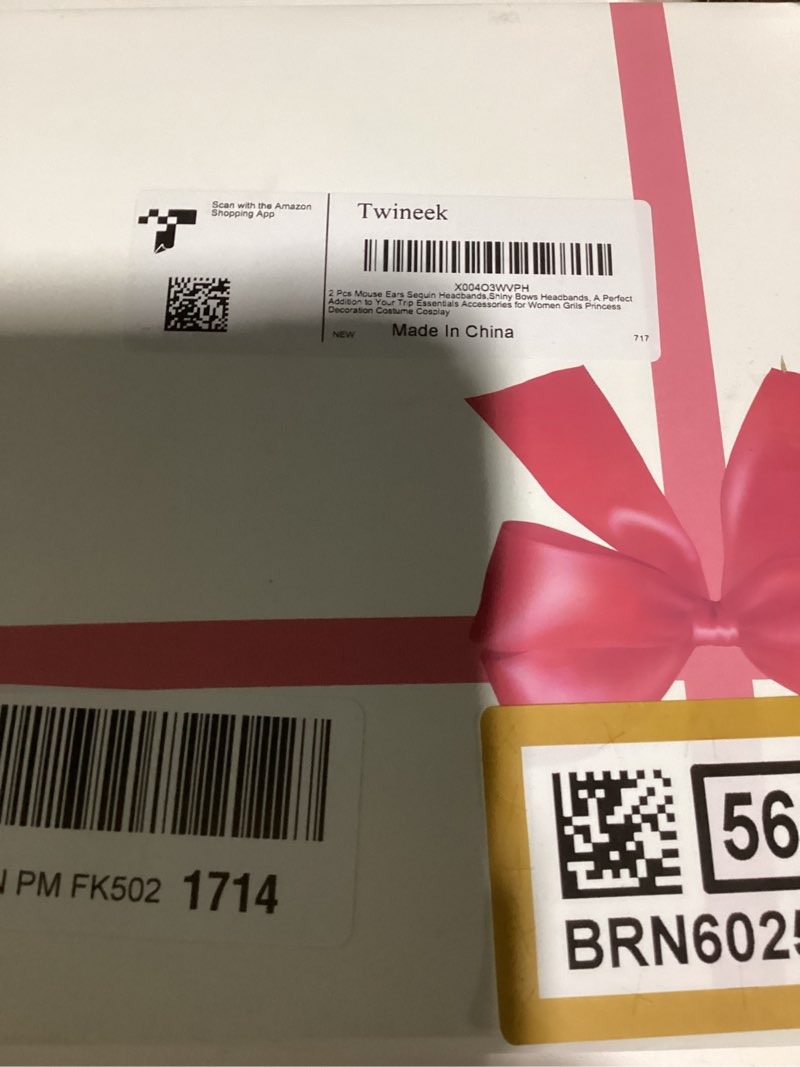 Scan with the Amazon
Shopping App
Twineek
X004O3WVPH
2 Pcs Mouse Ears Sequin Headbands,Shiny Bows Headbands, A Perfect
Addition to Your Trip Essentials Accessories for Women Grils Princess
Decoration Costume Cosplay
NEW
Made In China
717
PM FK502 1714
56
BRN6025